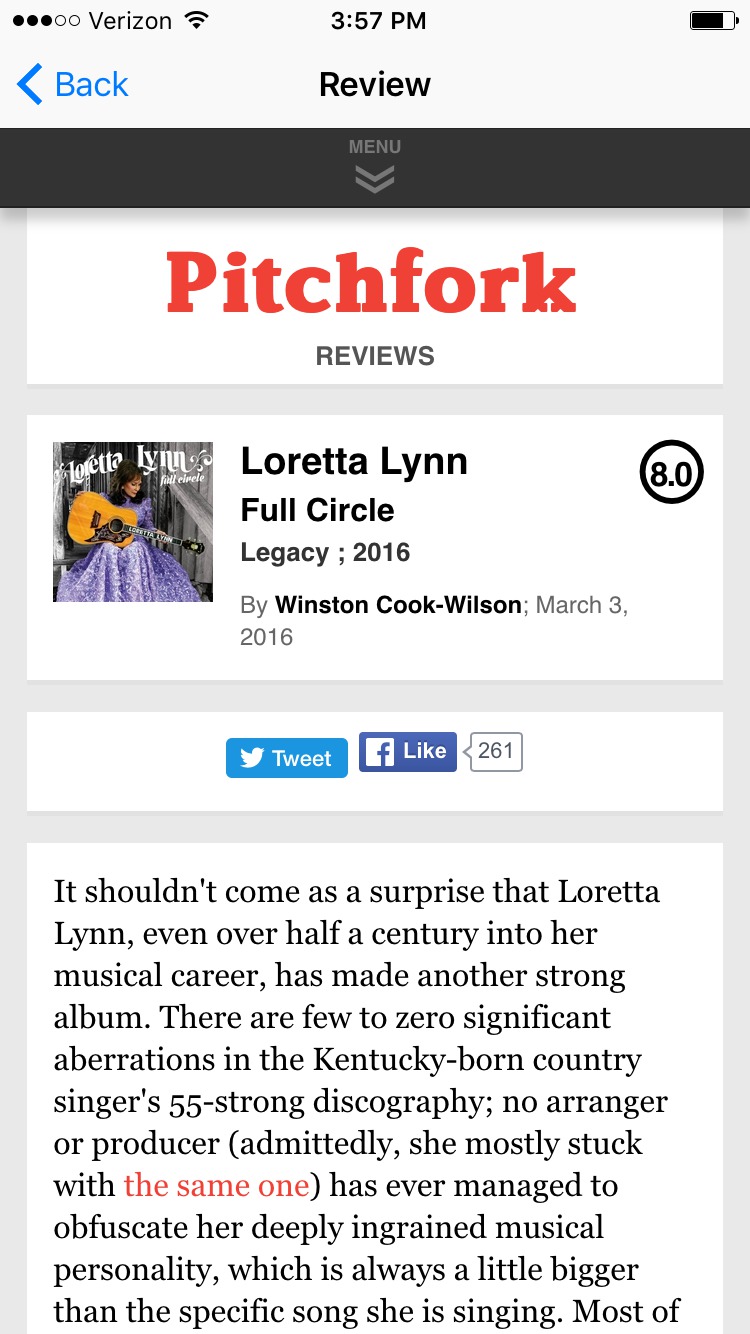 Verizon 3:57 PM
Back Review
MENU
Pitchfork
REVIEWS
Loretta Lynn
full circle
LORETTA LYNN
Loretta Lynn
8.0
Full Circle
Legacy ; 2016
By Winston Cook-Wilson; March 3,
2016
Tweet Like 261
It shouldn't come as a surprise that Loretta
Lynn, even over half a century into her
musical career, has made another strong
album. There are few to zero significant
aberrations in the Kentucky-born country
singer's 55-strong discography; no arranger
or producer (admittedly, she mostly stuck
with the same one) has ever managed to
obfuscate her deeply ingrained musical
personality, which is always a little bigger
than the specific song she is singing. Most of